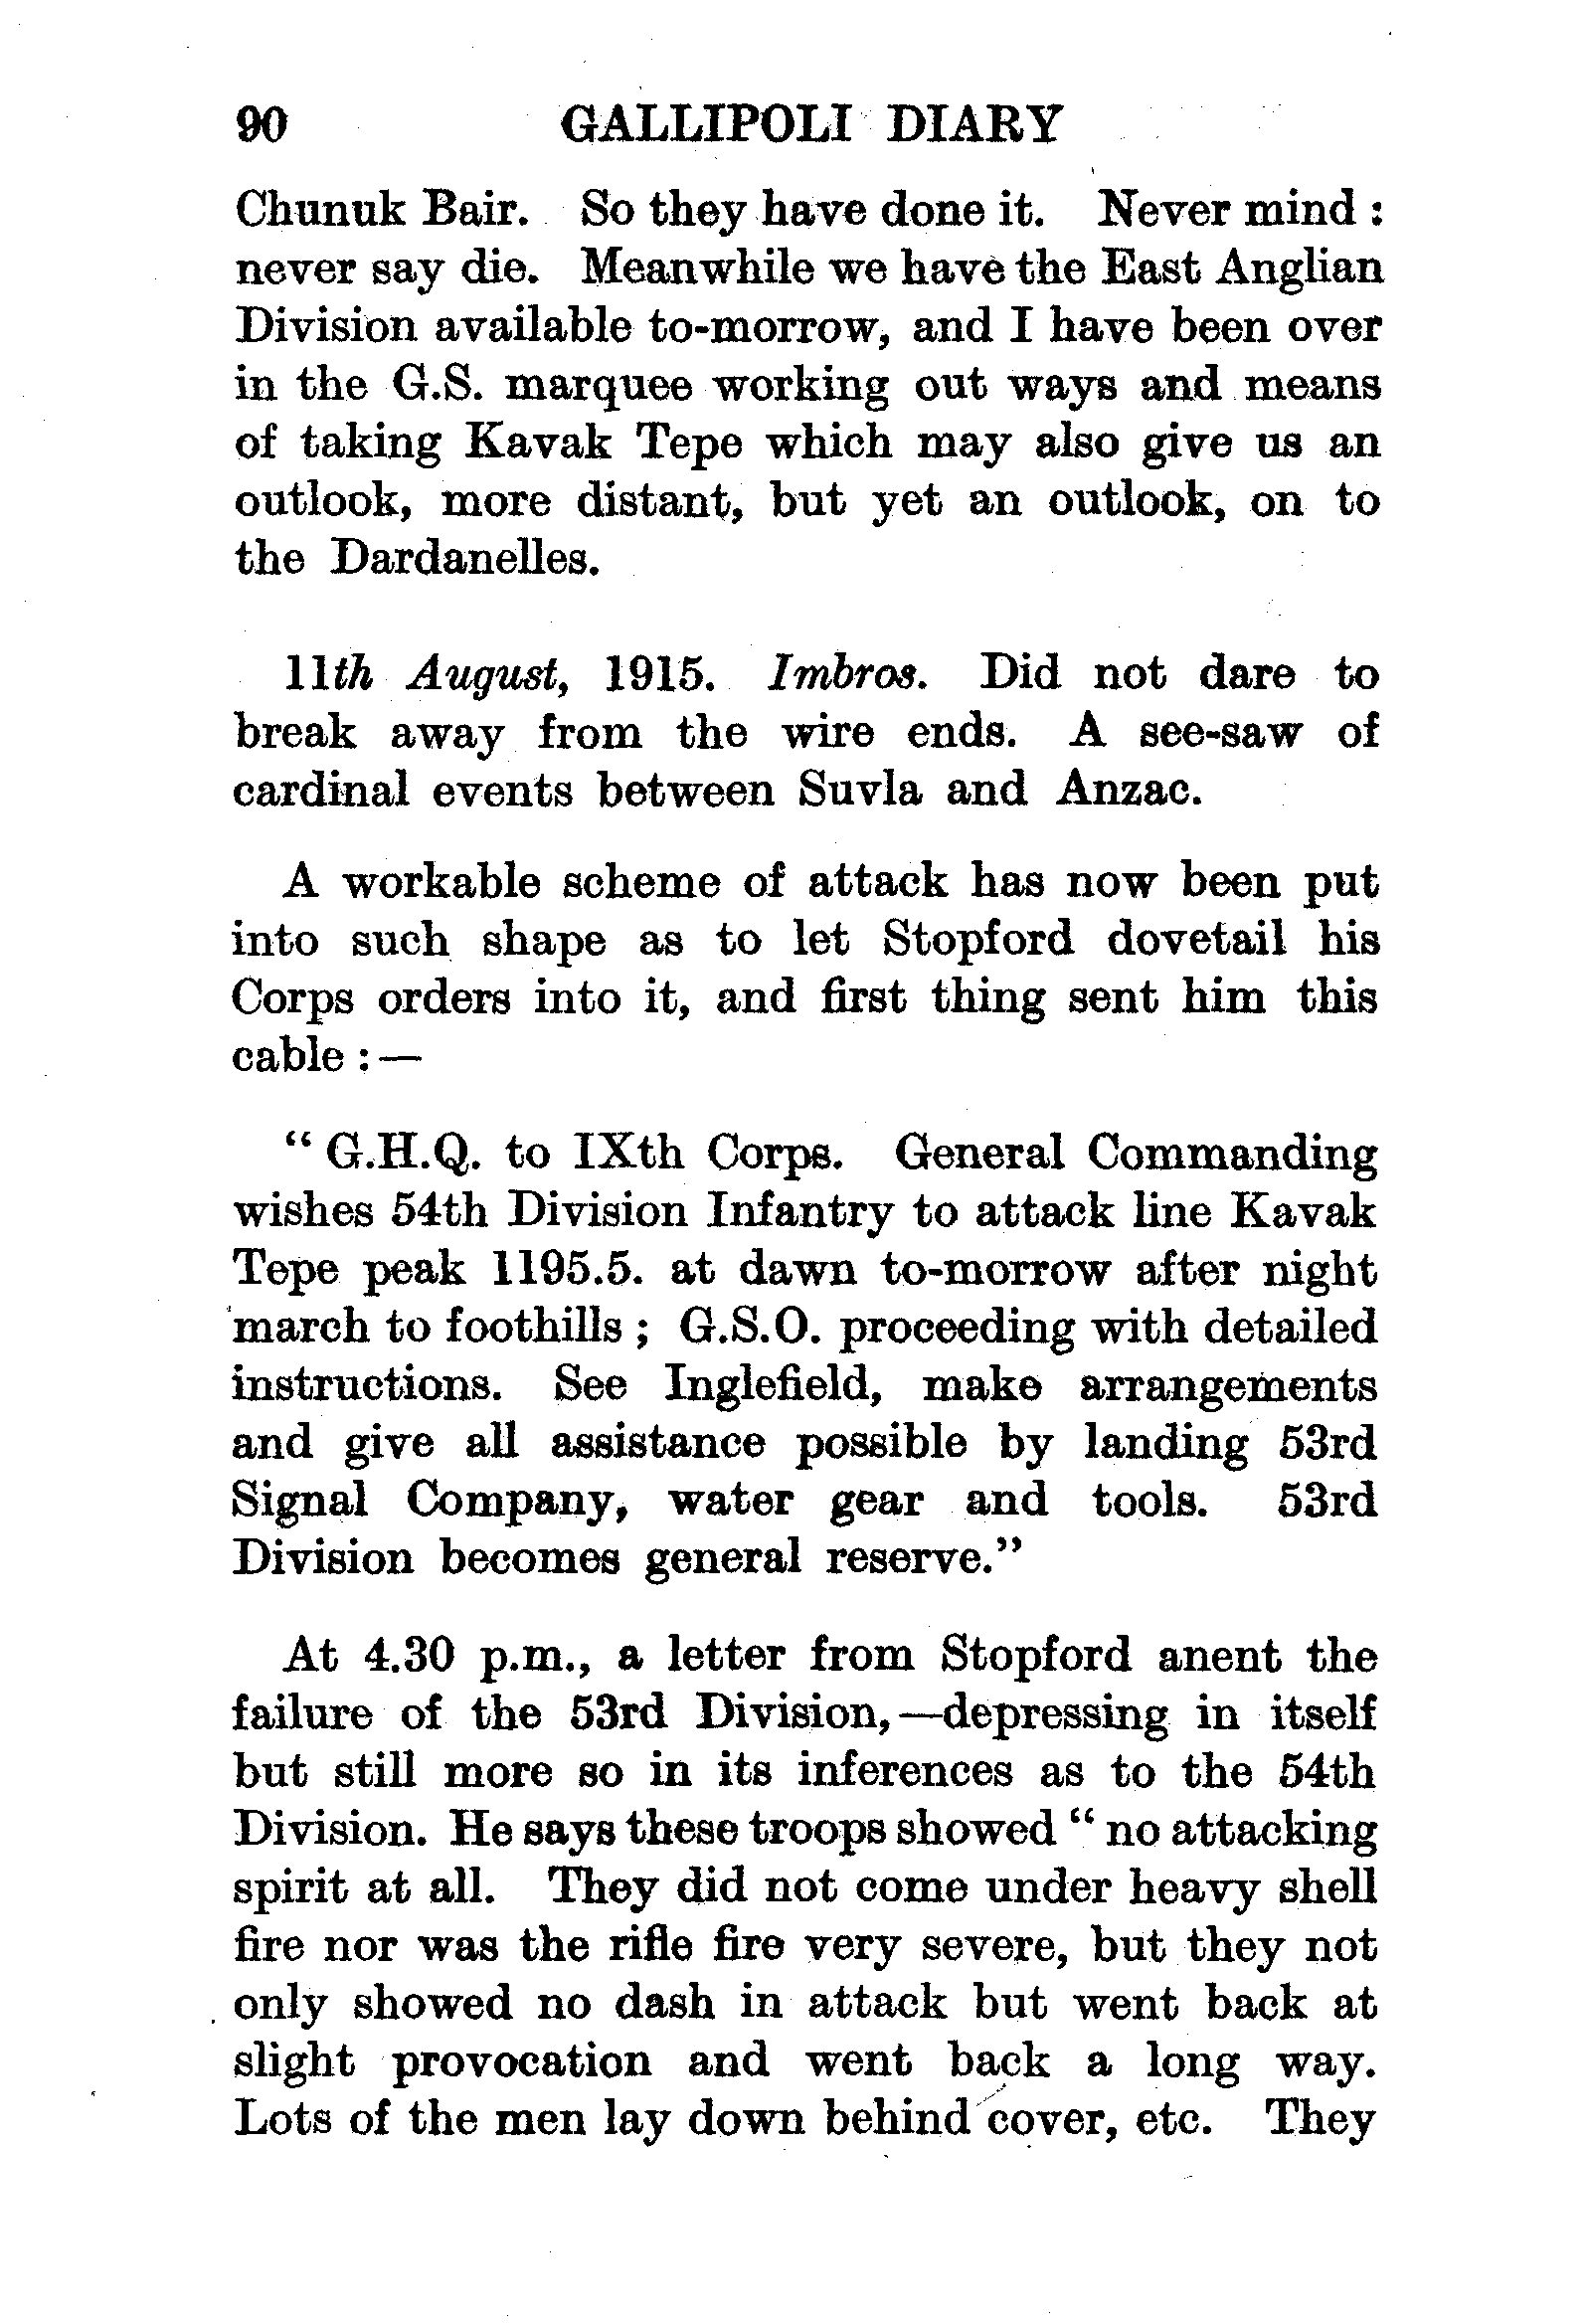 90 GALLIPOLI DIARY
Chunuk Bair. So they have done it. Never mind :
never say die. Meanwhile we have the East Anglian
Division available to-morrow, and I have been over
in the G.S. marquee working out ways and means
of taking Kavak Tepe which may also give us an
outlook, more distant, but yet an outlook, on to
the Dardanelles.
11th August, 1915. Imbros. Did not dare to
break away from the wire ends. A see-saw of
cardinal events between Suvla and Anzac.
A workable scheme of attack has now been put
into such shape as to let Stopford dovetail his
Corps orders into it, and first thing sent him this
cable :—
“ G.H.Q. to IXth Corps. General Commanding
wishes 54th Division Infantry to attack line Kavak
Tepe peak 1195.5. at dawn to-morrow after night
march to foothills ; G.S.O. proceeding with detailed
instructions. See Inglefield, make arrangements
and give all assistance possible by landing 53rd
Signal Company, water gear and tools. 53rd
Division becomes general reserve.”
At 4.30 p.m., a letter from Stopford anent the
failure of the 53rd Division,—depressing in itself
but still more so in its inferences as to the 54th
Division. He says these troops showed “ no attacking
spirit at all. They did not come under heavy shell
fire nor was the rifle fire very severe, but they not
only showed no dash in attack but went back at
slight provocation and went back a long way.
Lots of the men lay down behind cover, etc. They